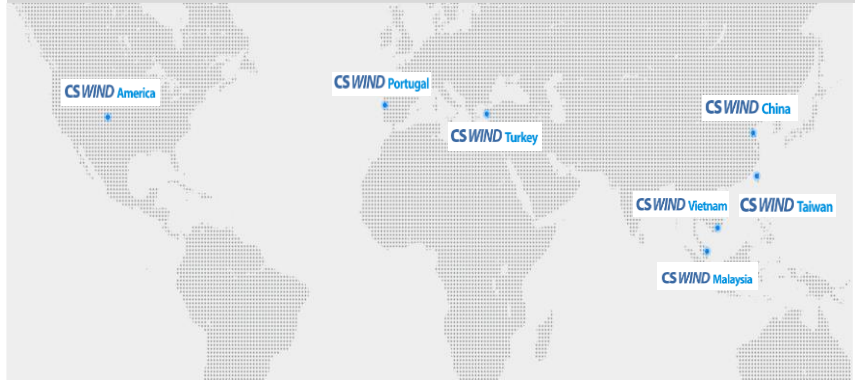 CS WIND America
CS WIND Portugal
CS WIND Turkey
CS WIND China
CS WIND Vietnam
CS WIND Taiwan
CS WIND Malaysia